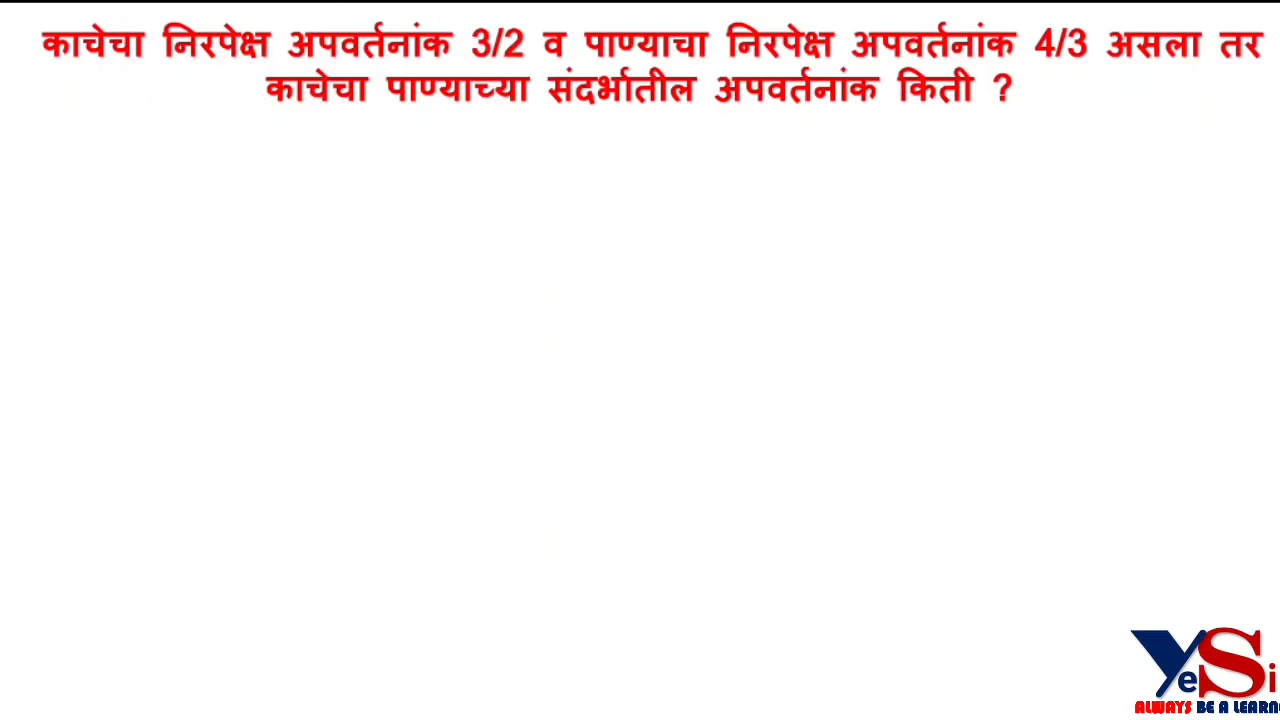 काचेचा निरपेक्ष अपवर्तनांक 3/2 व पाण्याचा निरपेक्ष अपवर्तनांक 4/3 असला तर
काचेचा पाण्याच्या संदर्भातील अपवर्तनांक किती ?
YeSi
ALWAYS BE A LEARN